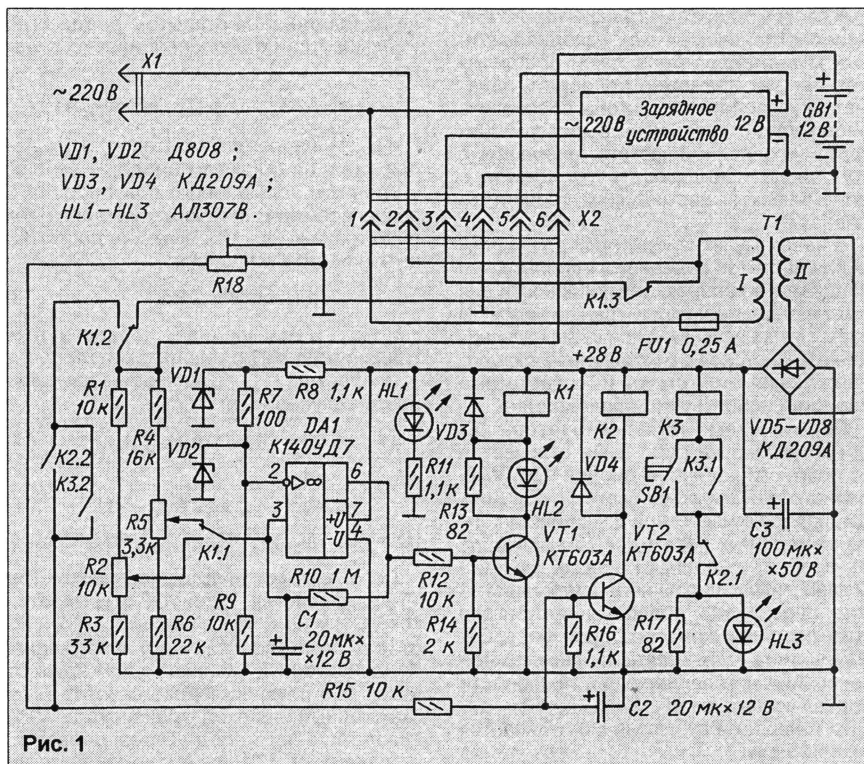 X1
~220 В
VD1, VD2 Д808 ;
VD3, VD4 КД209А ;
HL1-HL3 АЛ307В .
~ 220В
Зарядное
устройство
12 В
+
−
+
GB1
12 В
−
1
2
3
4
5
6
X2
T1
I
II
R18
K1.3
FU1 0,25 А
K1.2
+28 В
R1
10 к
R4
16к
VD1
R7
100
R8 1,1 к
DA1
К140УД7
HL1
VD3
K1
K2
K3
VD5-VD8
КД209А
VD2
K2.2
K3.2
2
3
▷∞
6
7
4
+U
-U
R11
1,1 к
HL2
VD4
SB1
K3.1
R13
82
VT1
КТ603А
VT2
КТ603А
+
C3
100 мк×
×50 В
R5
3,3к
K1.1
R2
10к
R10 1 М
R12
10 к
K2.1
R3
33 к
R6
22 к
R9
10к
C1
+
20 мк×
×12 В
R14
2 к
R16
1,1 к
R17
82
HL3
R15 10 к
+
C2 20 мк×12 В
Рис. 1